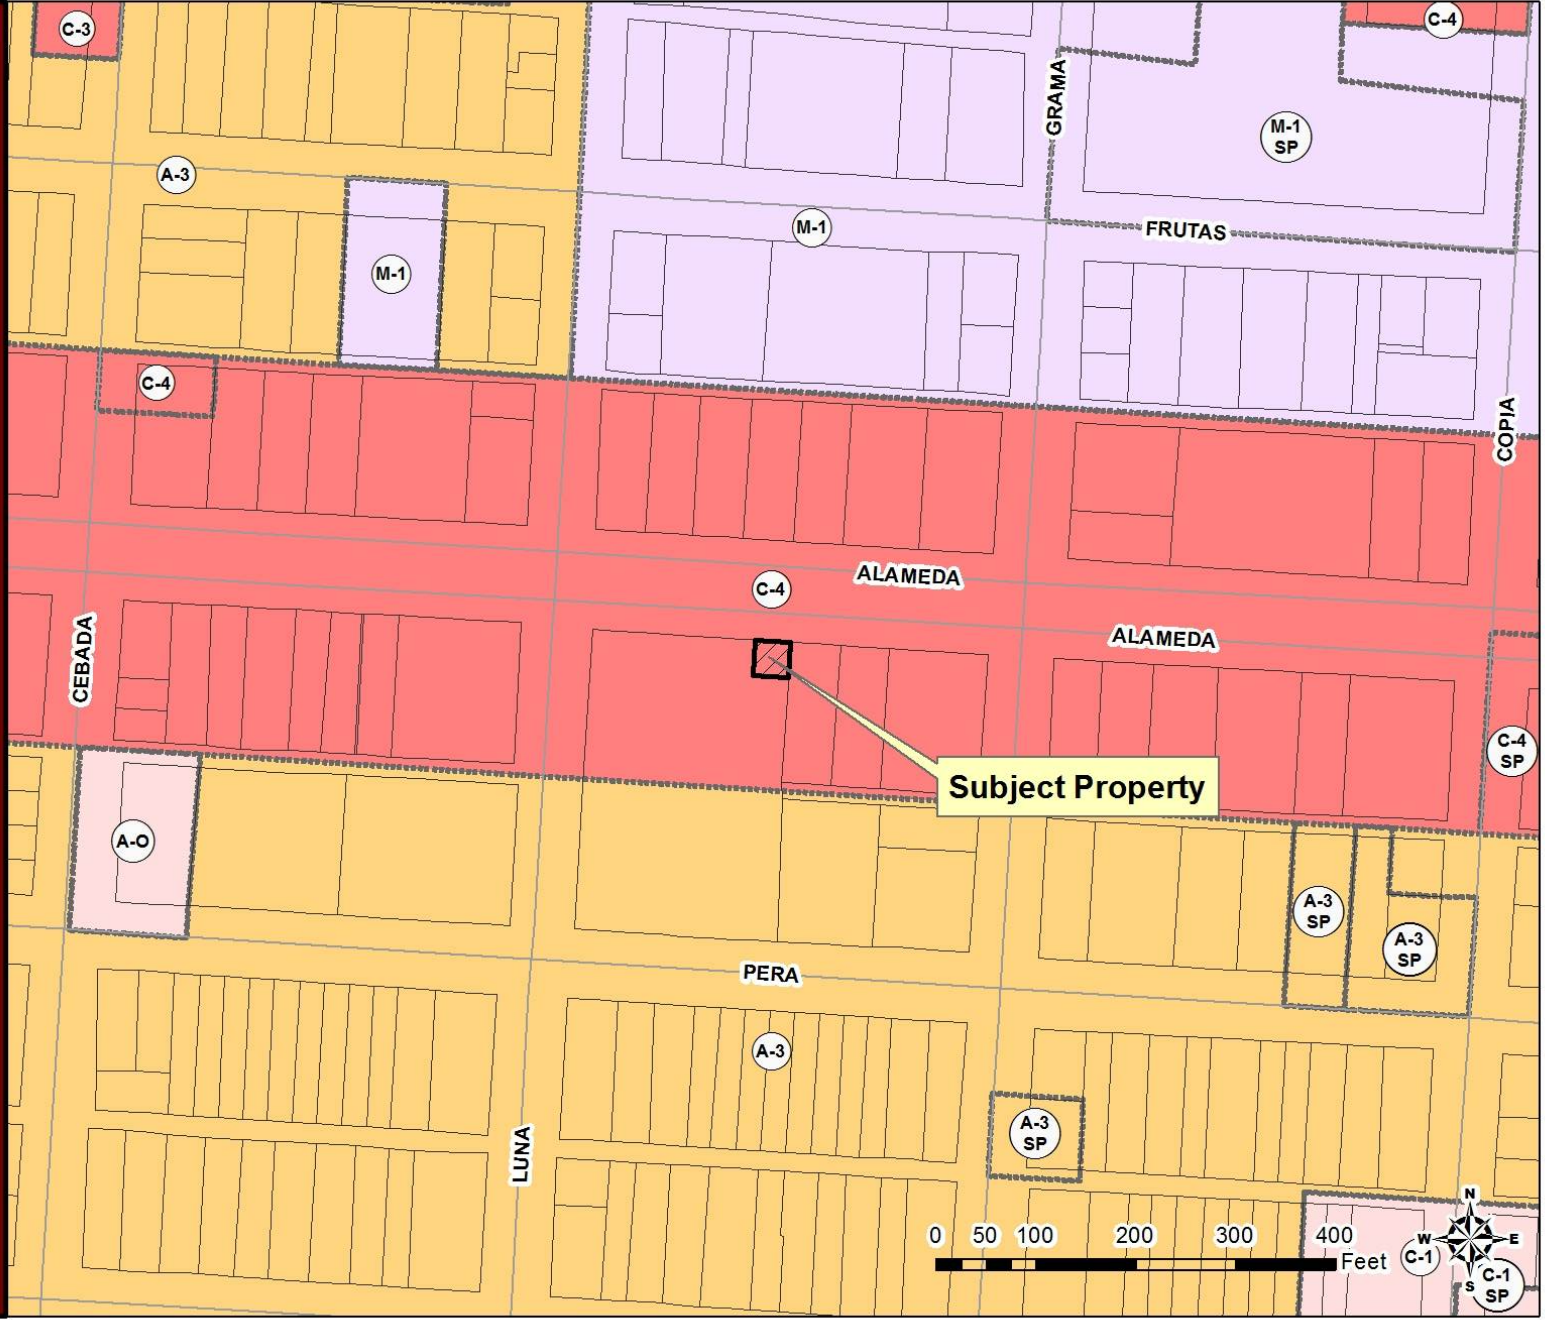 C-3
C-4
GRAMA
M-1
SP
A-3
M-1
FRUTAS
M-1
C-4
COPIA
ALAMEDA
C-4
ALAMEDA
CEBADA
C-4
SP
Subject Property
A-O
A-3
SP
A-3
SP
PERA
A-3
A-3
SP
LUNA
N
W
E
S
0 50 100 200 300 400
Feet
C-1
C-1
SP